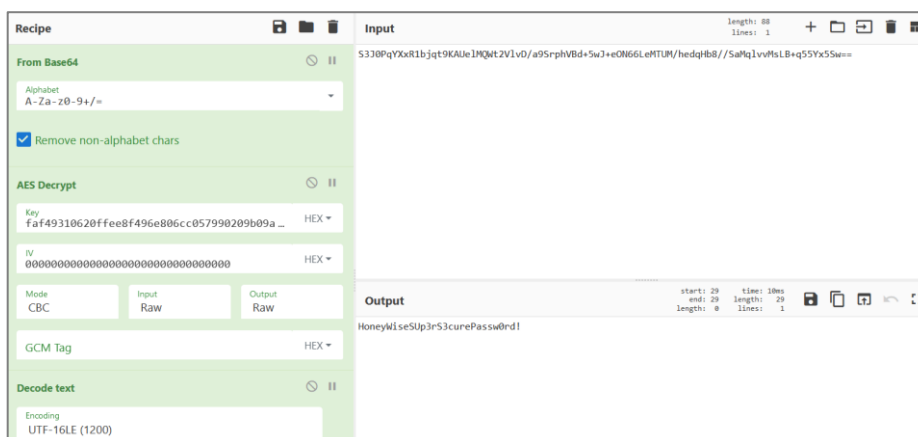 Recipe
From Base64
Alphabet
A-Za-z0-9+/=
Remove non-alphabet chars
AES Decrypt
Key
faf49310620ffee8f496e806cc057990209b09a …
HEX
IV
00000000000000000000000000000000
HEX
Mode
CBC
Input
Raw
Output
Raw
GCM Tag
HEX
Decode text
Encoding
UTF-16LE (1200)
Input
length: 88
lines: 1
S3J0PqYXxR1bjqt9KAUelMQWt2VlvD/a9SrphVBd+5wJ+eON66LeMTUM/hedqHb8//SaMqlvvMsLB+q55Yx5Sw==
Output
start: 29
end: 29
length: 0
time: 10ms
length: 29
lines: 1
HoneyWiseSUp3rS3curePassw0rd!